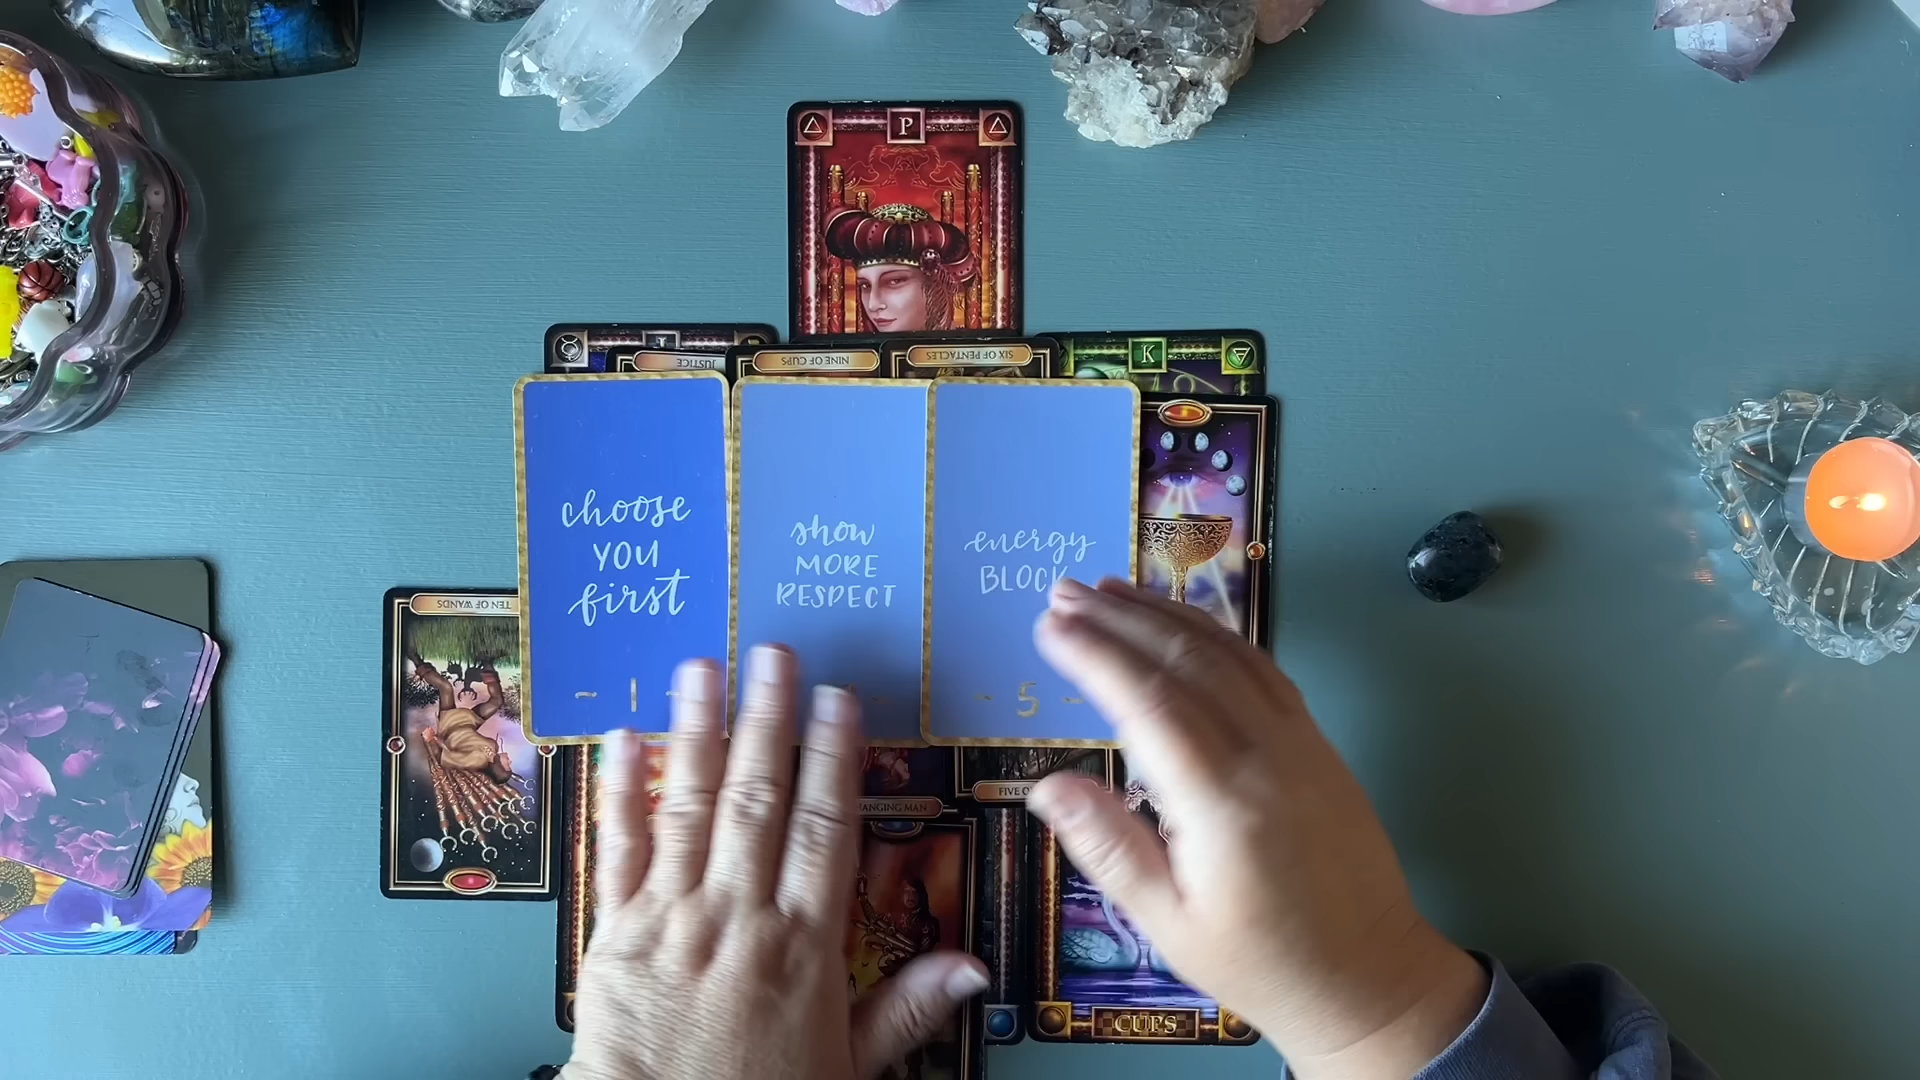 P
K
JUSTICE
NINE OF CUPS
SIX OF PENTACLES
choose
YOU
first
show
MORE
RESPECT
energy
BLOCK
- 1 -
- 5 -
TEN OF WANDS
HANGING MAN
FIVE
CUPS